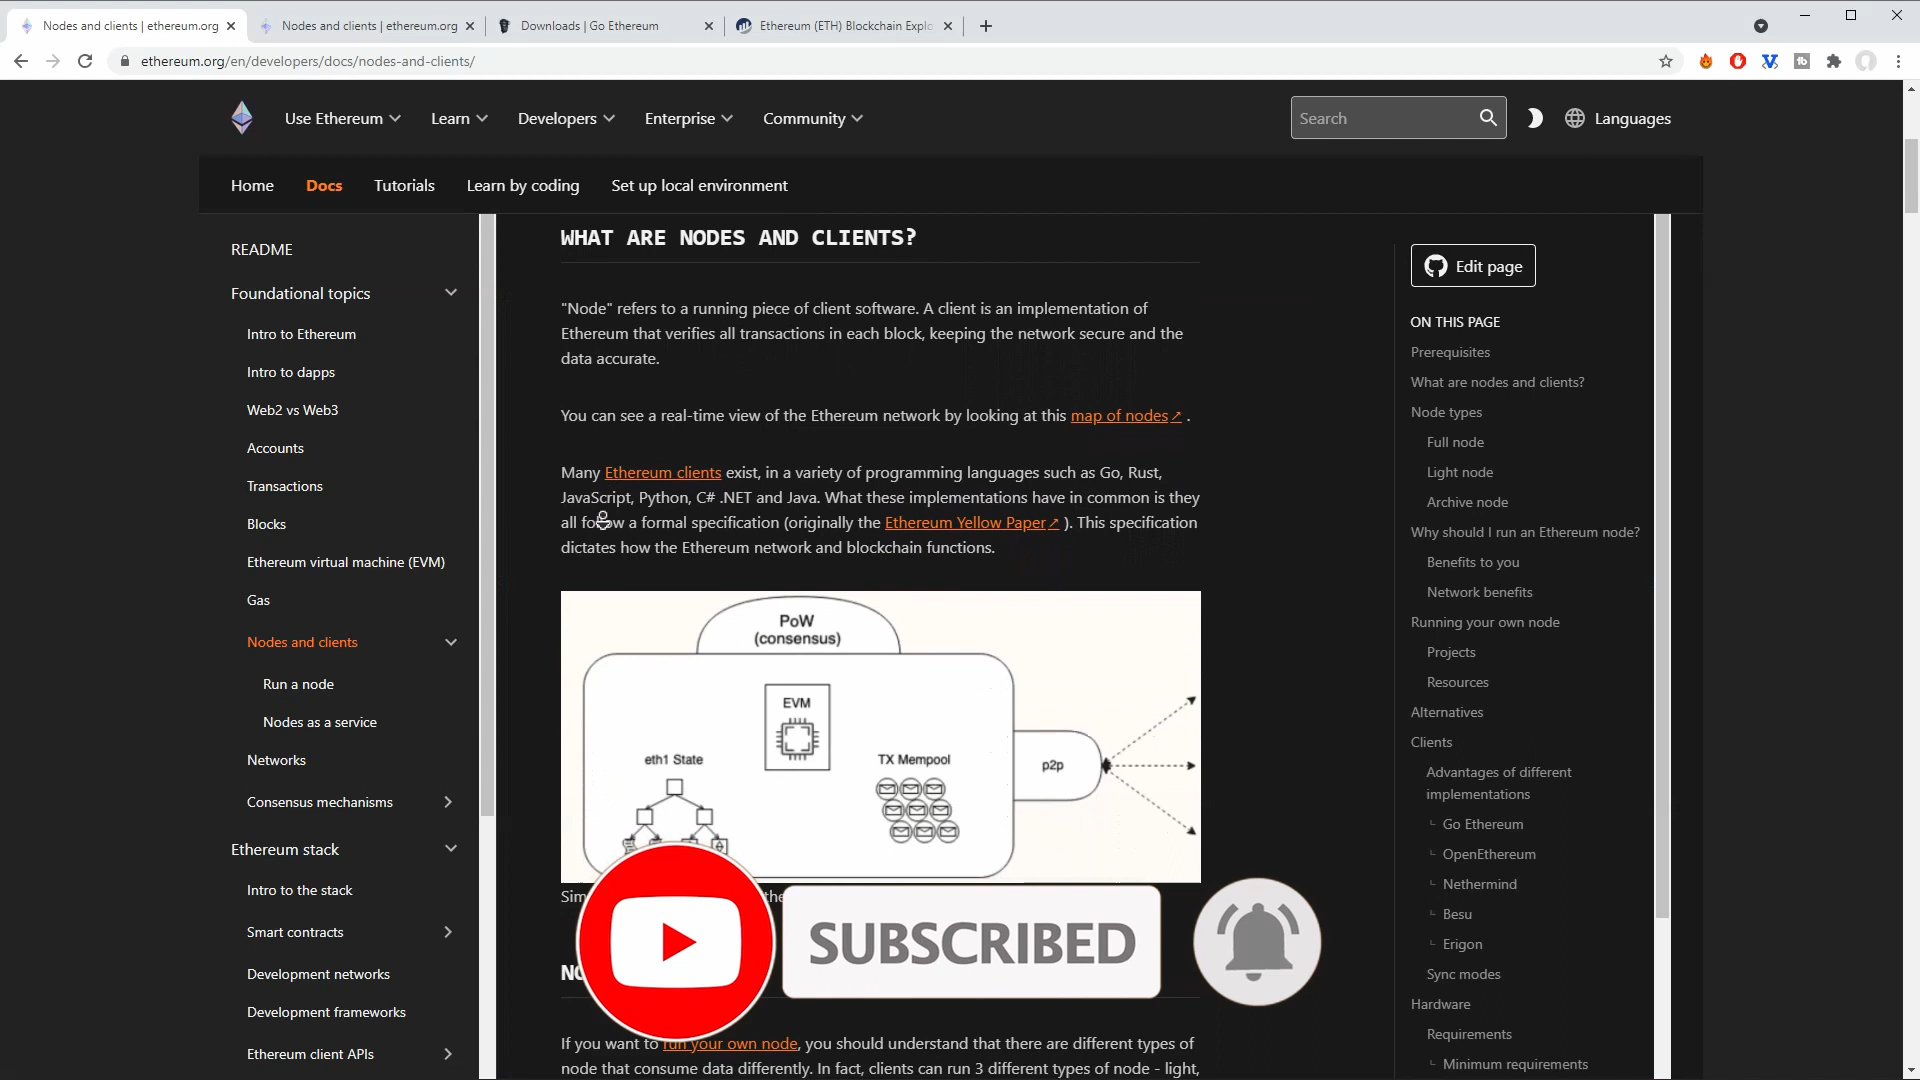 Nodes and clients | ethereum.org
Nodes and clients | ethereum.org
Downloads | Go Ethereum
Ethereum (ETH) Blockchain Explo
ethereum.org/en/developers/docs/nodes-and-clients/
Use Ethereum
Learn
Developers
Enterprise
Community
Search
Languages
Home
Docs
Tutorials
Learn by coding
Set up local environment
README
Foundational topics
Intro to Ethereum
Intro to dapps
Web2 vs Web3
Accounts
Transactions
Blocks
Ethereum virtual machine (EVM)
Gas
Nodes and clients
Run a node
Nodes as a service
Networks
Consensus mechanisms
Ethereum stack
Intro to the stack
Smart contracts
Development networks
Development frameworks
Ethereum client APIs
WHAT ARE NODES AND CLIENTS?
"Node" refers to a running piece of client software. A client is an implementation of
Ethereum that verifies all transactions in each block, keeping the network secure and the
data accurate.
You can see a real-time view of the Ethereum network by looking at this map of nodes↗ .
Many Ethereum clients exist, in a variety of programming languages such as Go, Rust,
JavaScript, Python, C# .NET and Java. What these implementations have in common is they
all follow a formal specification (originally the Ethereum Yellow Paper↗ ). This specification
dictates how the Ethereum network and blockchain functions.
PoW
(consensus)
EVM
eth1 State
TX Mempool
p2p
SUBSCRIBED
If you want to run your own node, you should understand that there are different types of
node that consume data differently. In fact, clients can run 3 different types of node - light,
Edit page
ON THIS PAGE
Prerequisites
What are nodes and clients?
Node types
Full node
Light node
Archive node
Why should I run an Ethereum node?
Benefits to you
Network benefits
Running your own node
Projects
Resources
Alternatives
Clients
Advantages of different
implementations
Go Ethereum
OpenEthereum
Nethermind
Besu
Erigon
Sync modes
Hardware
Requirements
Minimum requirements